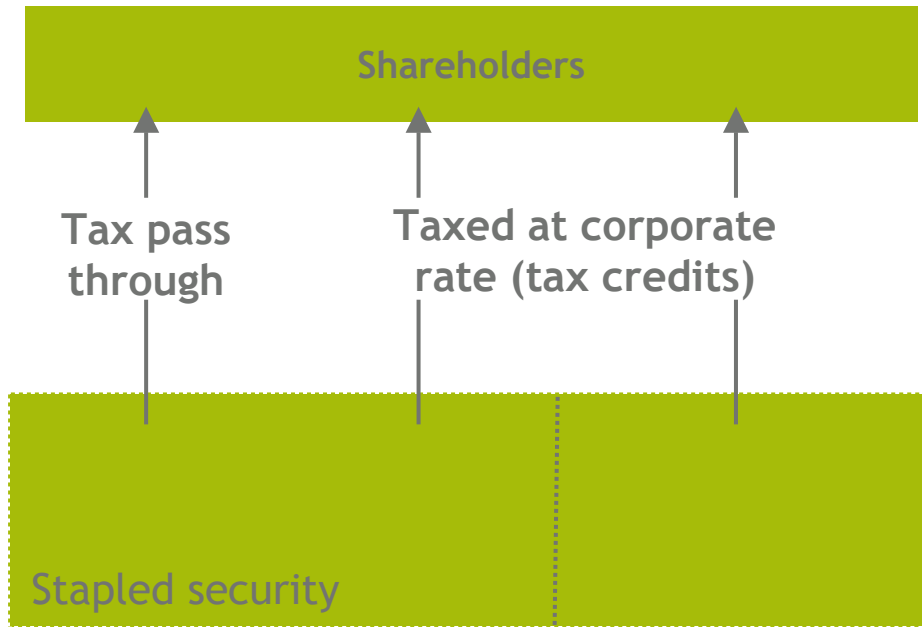 Shareholders
Tax pass
through
Taxed at corporate
rate (tax credits)
Stapled security